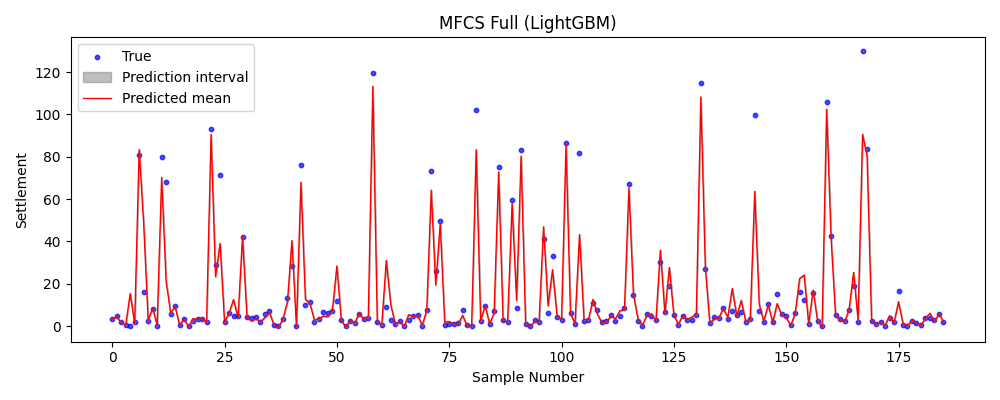 MFCS Full (LightGBM)
True
Prediction interval
Predicted mean
Settlement
120
100
80
60
40
20
0
0 25 50 75 100 125 150 175
Sample Number